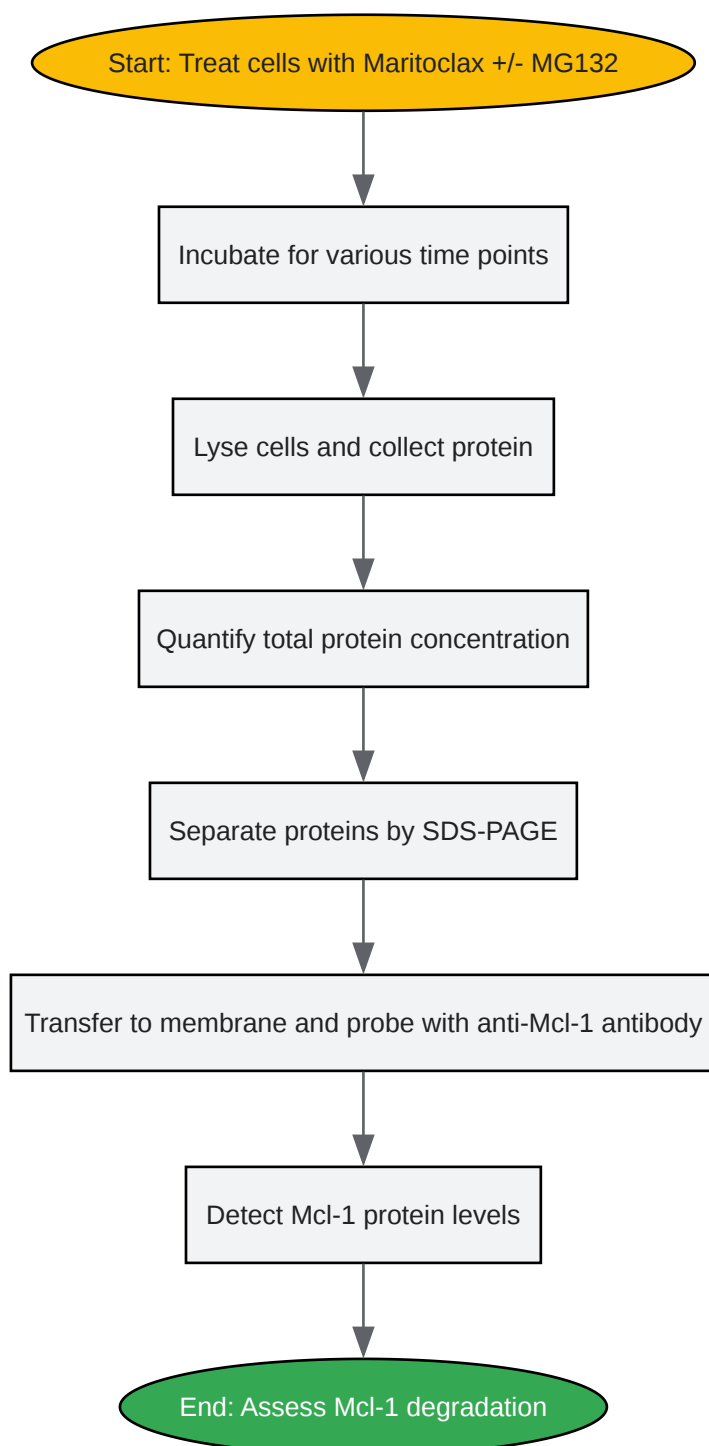 Start: Treat cells with Maritoclax +/- MG132
Incubate for various time points
Lyse cells and collect protein
Quantify total protein concentration
Separate proteins by SDS-PAGE
Transfer to membrane and probe with anti-Mcl-1 antibody
Detect Mcl-1 protein levels
End: Assess Mcl-1 degradation